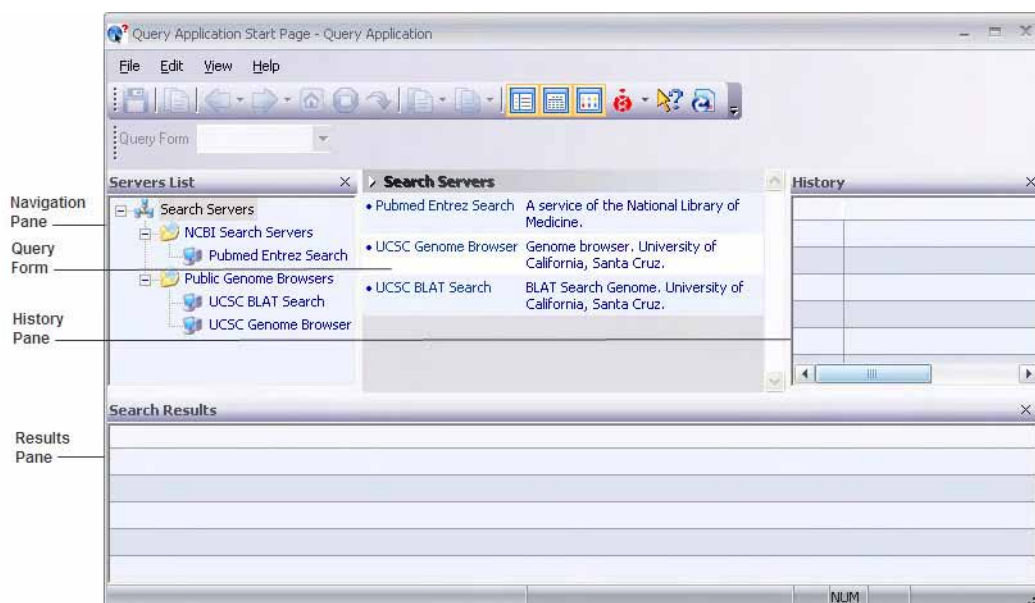 Query Application Start Page - Query Application
File Edit View Help
Query Form
Servers List
Search Servers
NCBI Search Servers
Pubmed Entrez Search
Public Genome Browsers
UCSC BLAT Search
UCSC Genome Browser
Search Servers
• Pubmed Entrez Search A service of the National Library of
Medicine.
• UCSC Genome Browser Genome browser. University of
California, Santa Cruz.
• UCSC BLAT Search BLAT Search Genome. University of
California, Santa Cruz.
History
Navigation
Pane
Query
Form
History
Pane
Search Results
Results
Pane
NUM